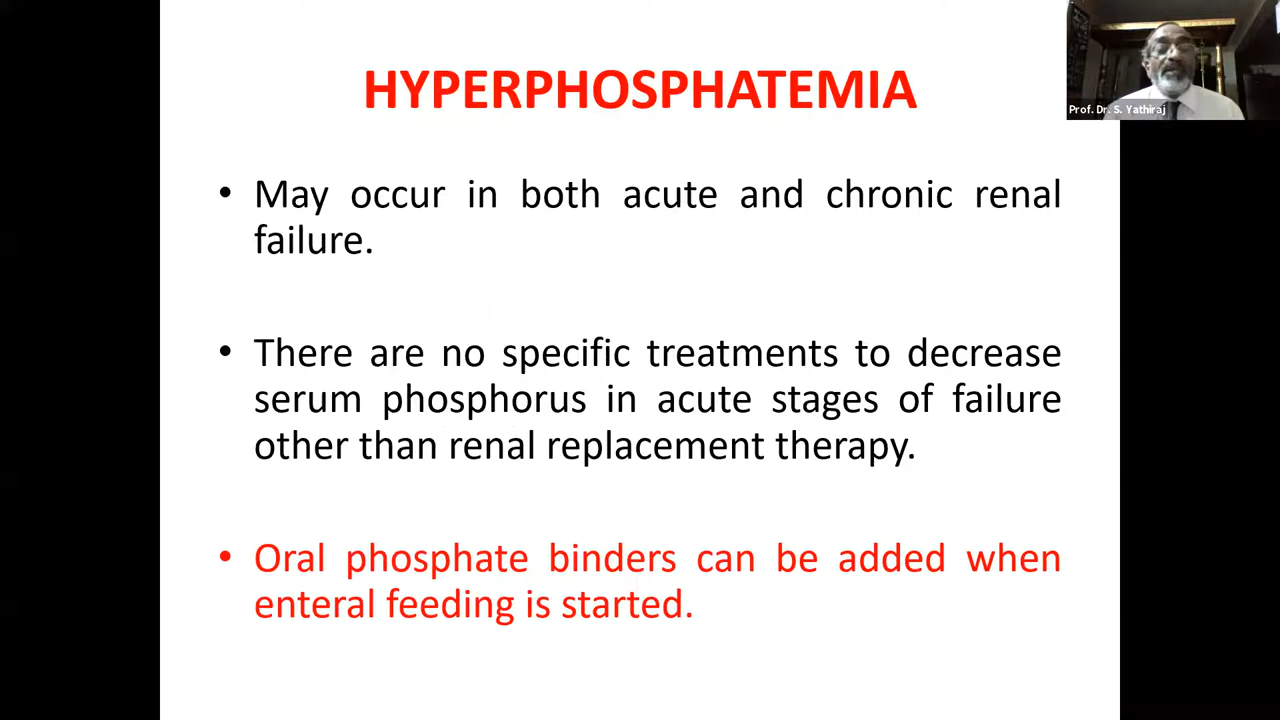 HYPERPHOSPHATEMIA
Prof. Dr. S. Yathiraj
• May occur in both acute and chronic renal
failure.
• There are no specific treatments to decrease
serum phosphorus in acute stages of failure
other than renal replacement therapy.
• Oral phosphate binders can be added when
enteral feeding is started.